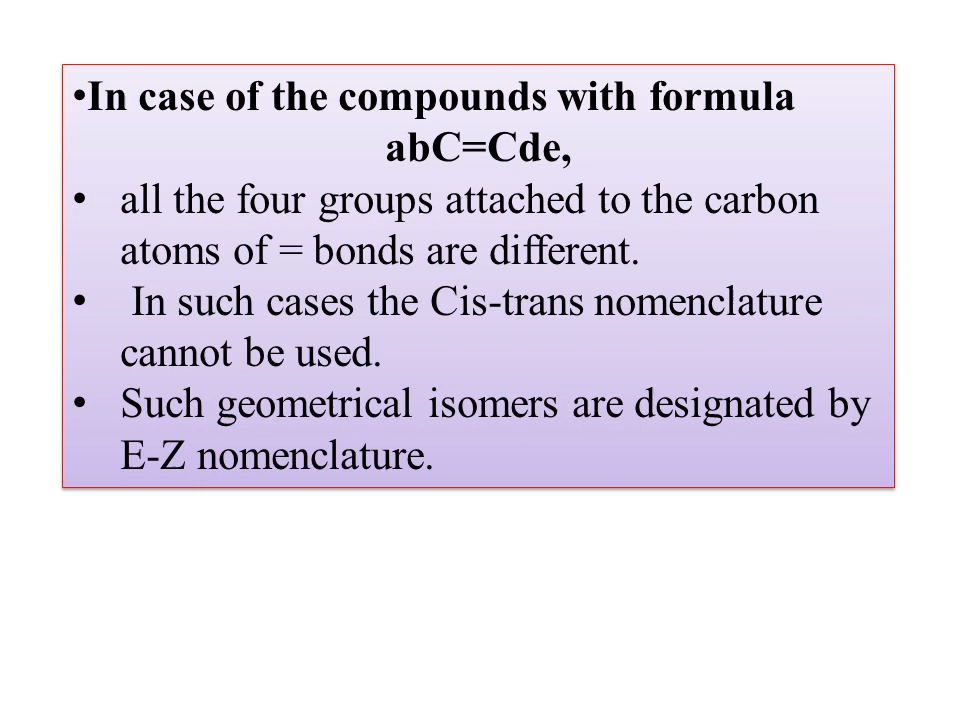 •In case of the compounds with formula
abC=Cde,
• all the four groups attached to the carbon
atoms of = bonds are different.
• In such cases the Cis-trans nomenclature
cannot be used.
• Such geometrical isomers are designated by
E-Z nomenclature.